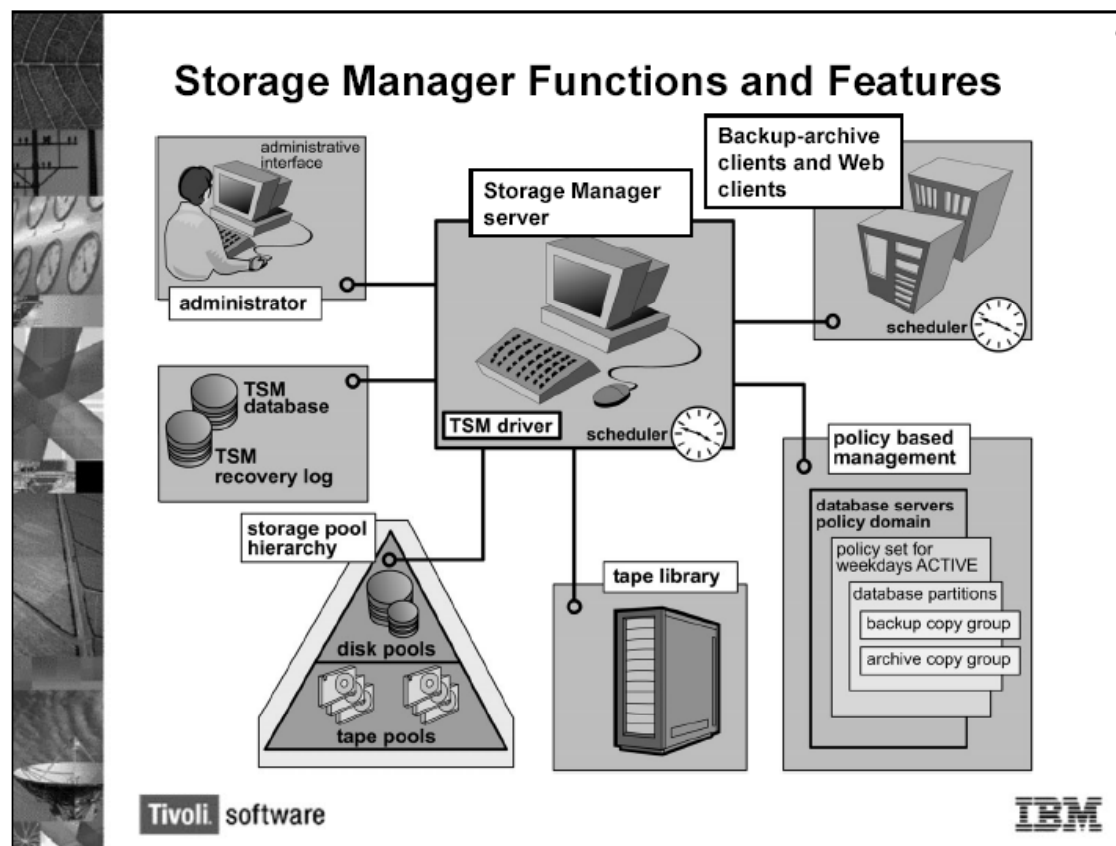 Storage Manager Functions and Features
administrative
interface
administrator
Storage Manager
server
TSM driver
scheduler
Backup-archive
clients and Web
clients
scheduler
TSM
database
TSM
recovery log
storage pool
hierarchy
disk pools
tape pools
tape library
policy based
management
database servers
policy domain
policy set for
weekdays ACTIVE
database partitions
backup copy group
archive copy group
Tivoli. software
IBM